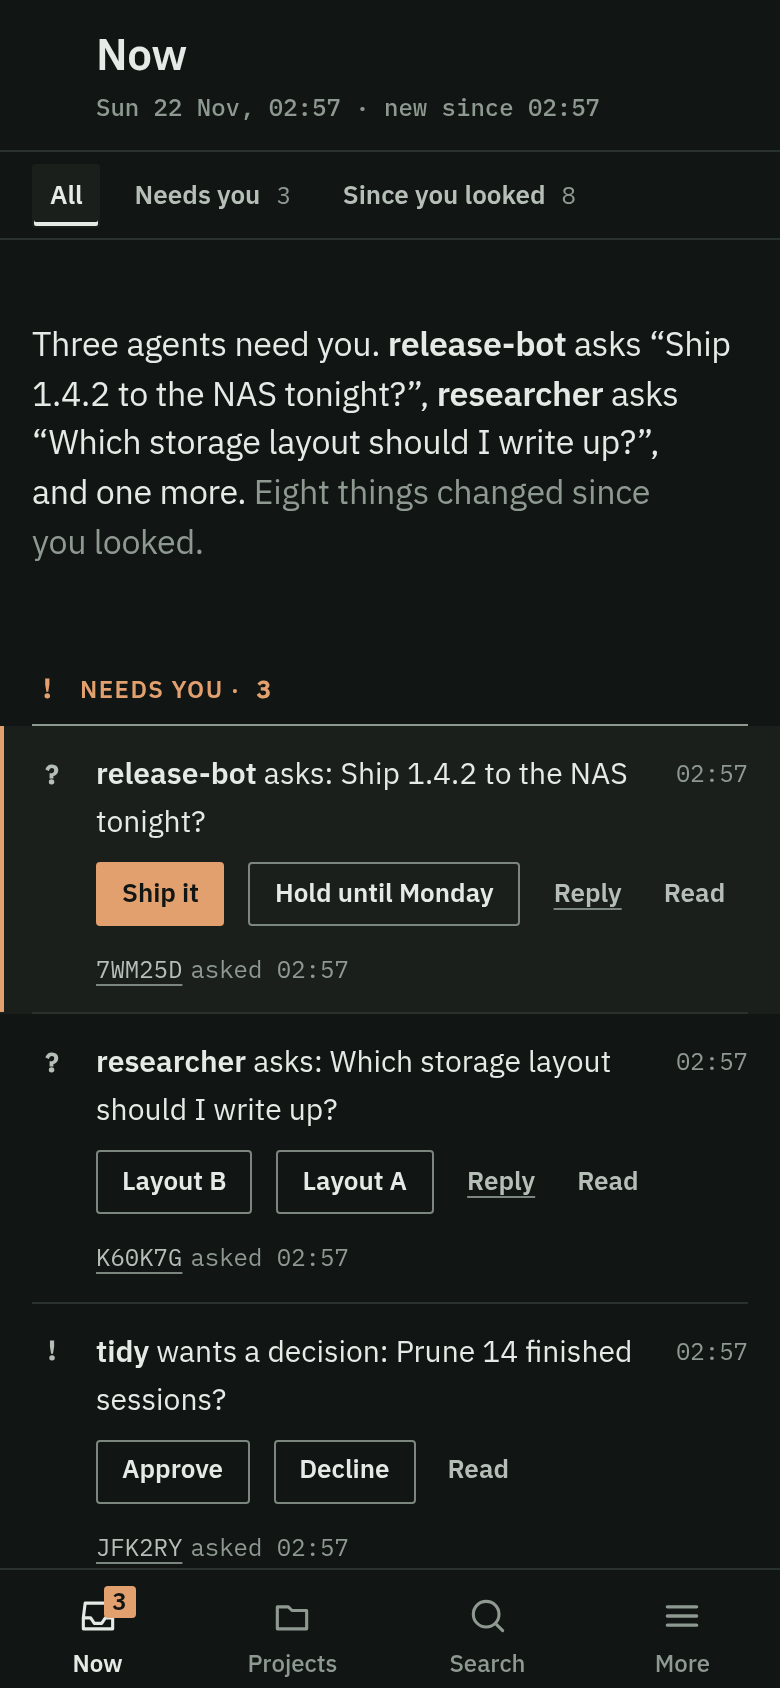 Now
Sun 22 Nov, 02:57 · new since 02:57
All Needs you 3 Since you looked 8
Three agents need you. release-bot asks “Ship
1.4.2 to the NAS tonight?”, researcher asks
“Which storage layout should I write up?”,
and one more. Eight things changed since
you looked.
! NEEDS YOU · 3
? release-bot asks: Ship 1.4.2 to the NAS 02:57
tonight?
Ship it Hold until Monday Reply Read
7WM25D asked 02:57
? researcher asks: Which storage layout 02:57
should I write up?
Layout B Layout A Reply Read
K60K7G asked 02:57
! tidy wants a decision: Prune 14 finished 02:57
sessions?
Approve Decline Read
JFK2RY asked 02:57
3
Now Projects Search More